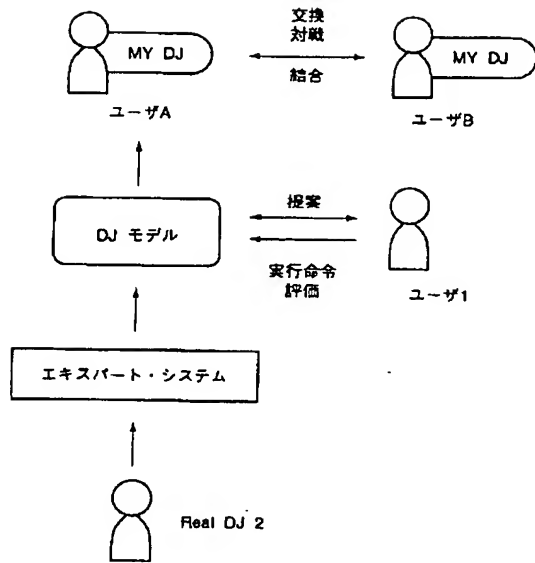 交換
対戦
MY DJ
MY DJ
結合
ユーザA
ユーザB
提案
DJ モデル
実行命令
評価
ユーザ1
エキスパート・システム
Real DJ 2